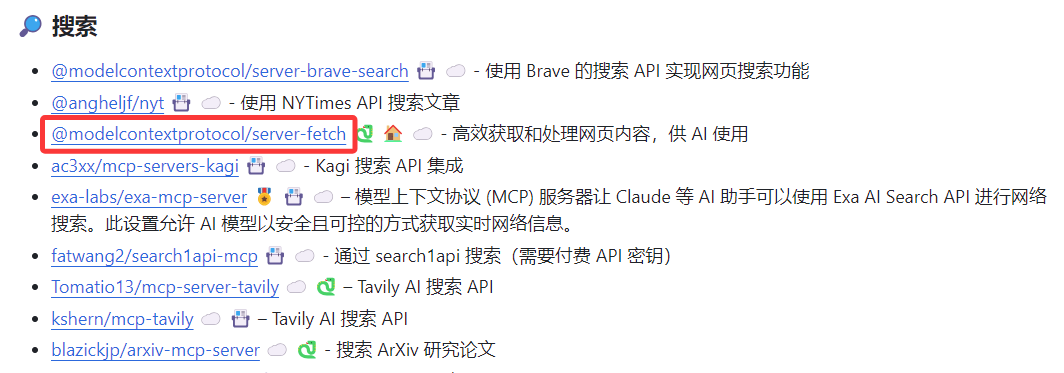 搜索
@modelcontextprotocol/server-brave-search - 使用 Brave 的搜索 API 实现网页搜索功能
@angheljf/nyt - 使用 NYTimes API 搜索文章
@modelcontextprotocol/server-fetch - 高效获取和处理网页内容，供 AI 使用
ac3xx/mcp-servers-kagi - Kagi 搜索 API 集成
exa-labs/exa-mcp-server – 模型上下文协议 (MCP) 服务器让 Claude 等 AI 助手可以使用 Exa AI Search API 进行网络
搜索。此设置允许 AI 模型以安全且可控的方式获取实时网络信息。
fatwang2/search1api-mcp - 通过 search1api 搜索（需要付费 API 密钥）
Tomatio13/mcp-server-tavily – Tavily AI 搜索 API
kshern/mcp-tavily – Tavily AI 搜索 API
blazickjp/arxiv-mcp-server - 搜索 ArXiv 研究论文